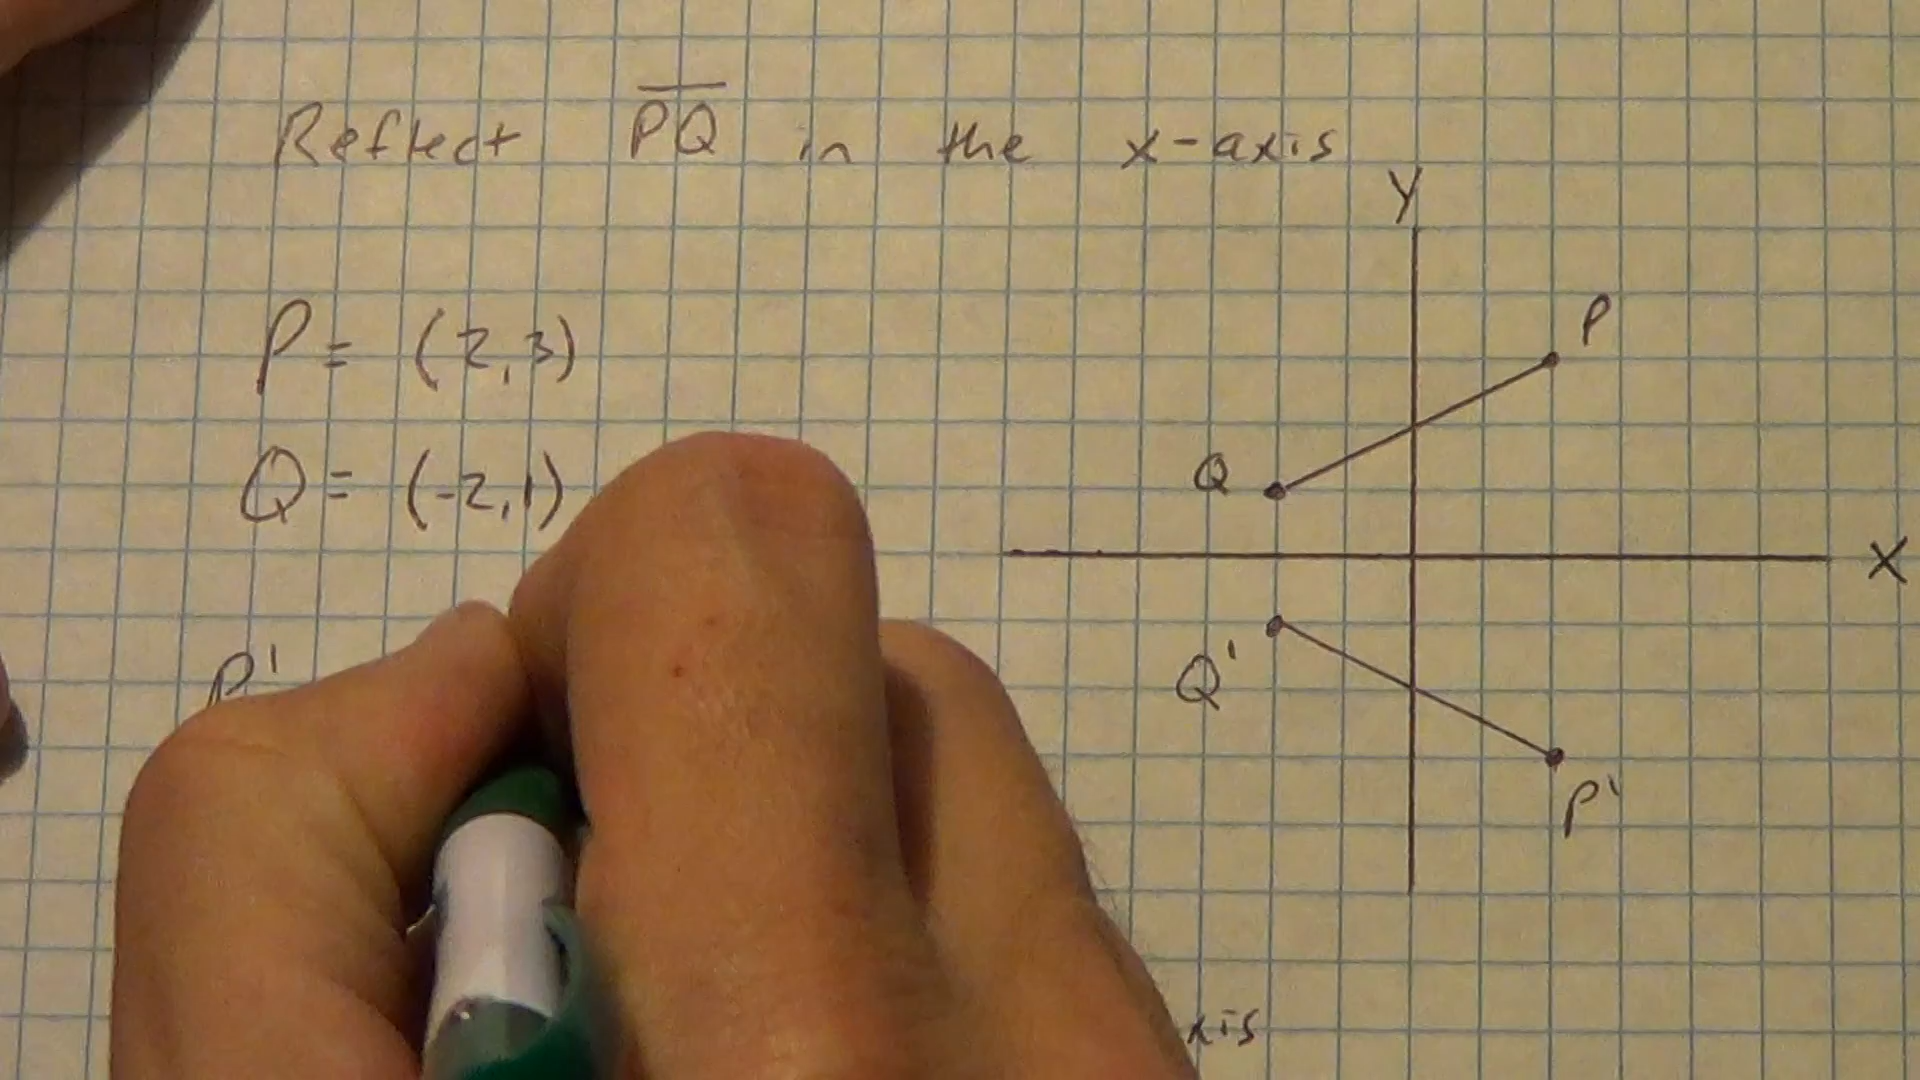 Reflect PQ in the x-axis
Y
P = (2,3)
P
Q = (-2,1)
Q
X
P'
Q'
P'